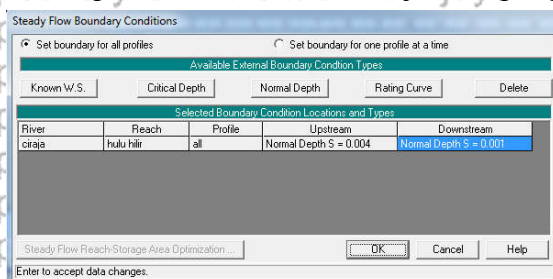 Steady Flow Boundary Conditions
Set boundary for all profiles Set boundary for one profile at a time
Available External Boundary Condtion Types
Known W.S. Critical Depth Normal Depth Rating Curve Delete
Selected Boundary Condition Locations and Types
River Reach Profile Upstream Downstream
ciraja hulu hilir all Normal Depth S = 0.004 Normal Depth S = 0.001
Steady Flow Reach-Storage Area Optimization ... OK Cancel Help
Enter to accept data changes.